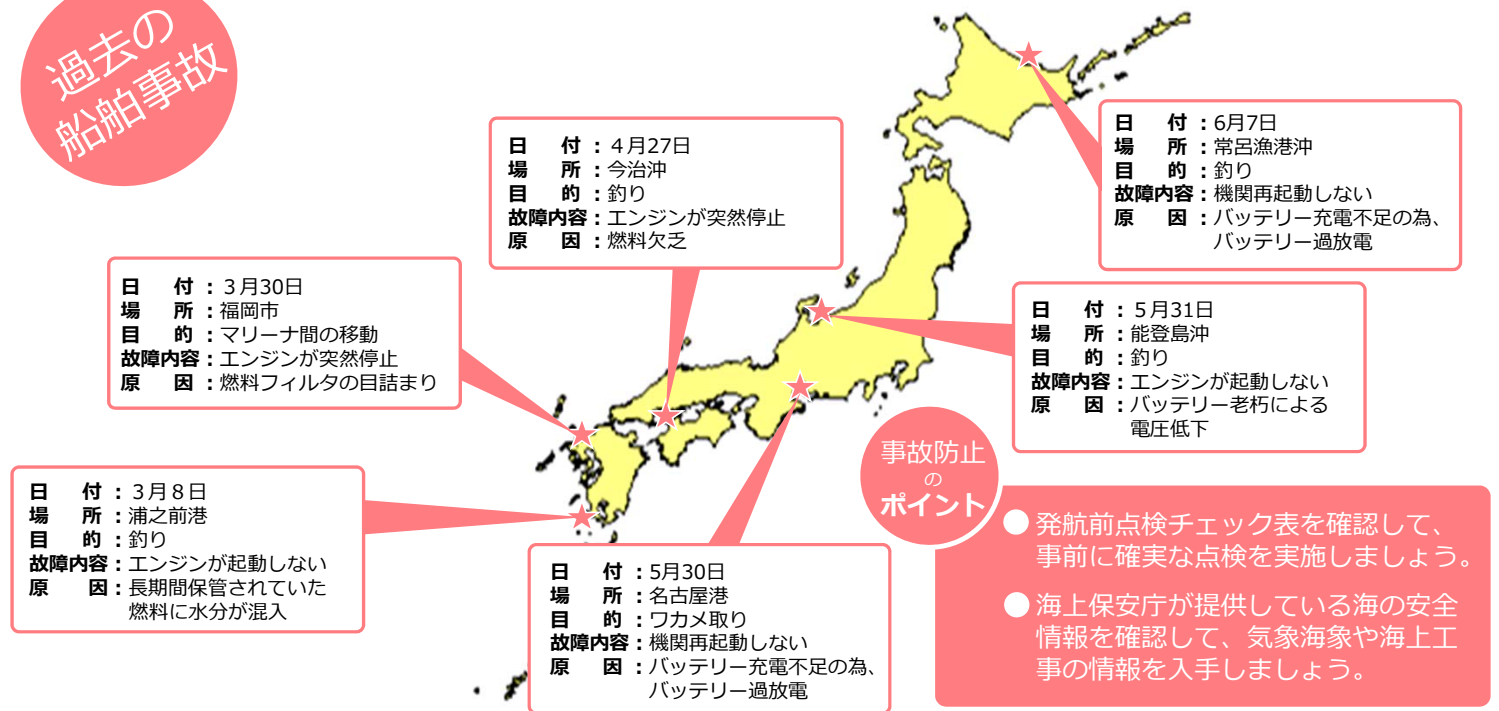 過去の
船舶事故
日　付：６月7日
場　所：常呂漁港沖
目　的：釣り
故障内容：機関再起動しない
原　因：バッテリー充電不足の為、
バッテリー過放電
日　付：４月27日
場　所：今治沖
目　的：釣り
故障内容：エンジンが突然停止
原　因：燃料欠乏
日　付：３月30日
場　所：福岡市
目　的：マリーナ間の移動
故障内容：エンジンが突然停止
原　因：燃料フィルタの目詰まり
日　付：５月31日
場　所：能登島沖
目　的：釣り
故障内容：エンジンが起動しない
原　因：バッテリー老朽による
電圧低下
日　付：３月８日
場　所：浦之前港
目　的：釣り
故障内容：エンジンが起動しない
原　因：長期間保管されていた
燃料に水分が混入
日　付：5月30日
場　所：名古屋港
目　的：ワカメ取り
故障内容：機関再起動しない
原　因：バッテリー充電不足の為、
バッテリー過放電
事故防止
の
ポイント
● 発航前点検チェック表を確認して、
事前に確実な点検を実施しましょう。
● 海上保安庁が提供している海の安全
情報を確認して、気象海象や海上工
事の情報を入手しましょう。